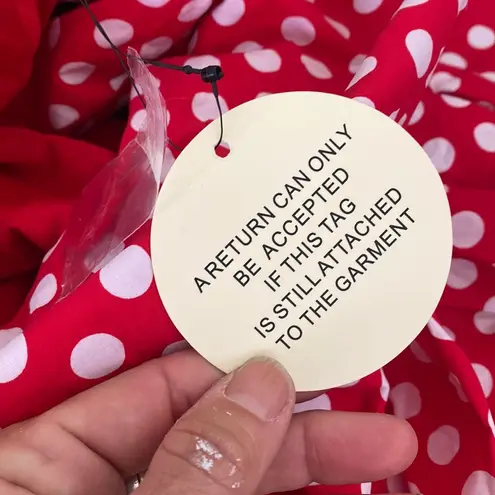 A RETURN CAN ONLY
BE ACCEPTED
IF THIS TAG
IS STILL ATTACHED
TO THE GARMENT